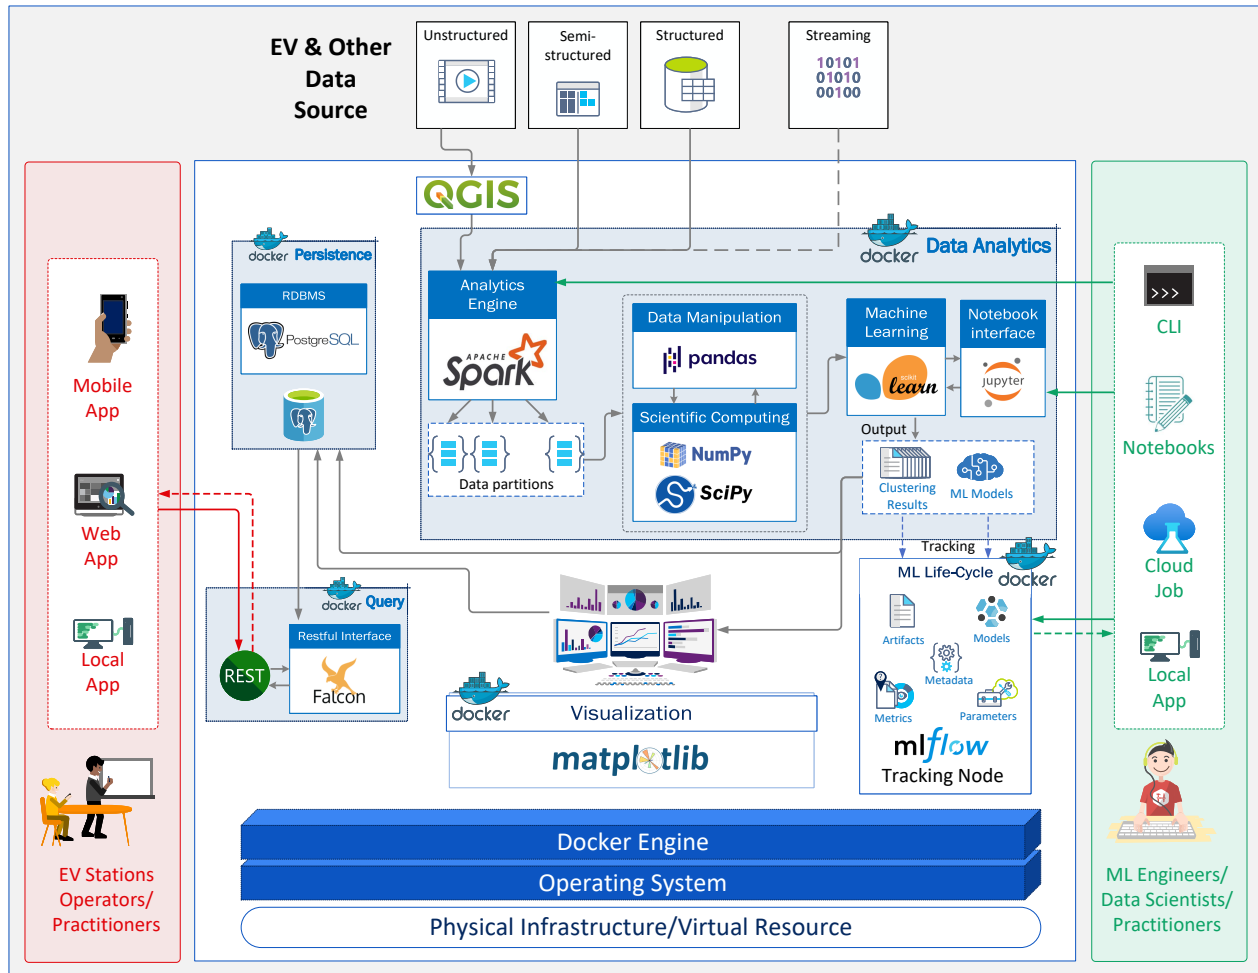 EV & Other
Data
Source
Unstructured
Semi-
structured
Structured
Streaming
10101
01010
00100
QGIS
docker
Persistence
RDBMS
PostgreSQL
docker
Data Analytics
Analytics
Engine
APACHE
Spark
Data partitions
Data Manipulation
pandas
Scientific Computing
NumPy
SciPy
Machine
Learning
scikit
learn
Notebook
interface
jupyter
Output
Clustering
Results
ML Models
Tracking
ML Life-Cycle
docker
Artifacts
Models
Metadata
Metrics
Parameters
mlflow
Tracking Node
docker
Query
Restful Interface
REST
Falcon
docker
Visualization
matplotlib
Docker Engine
Operating System
Physical Infrastructure/Virtual Resource
Mobile
App
Web
App
Local
App
EV Stations
Operators/
Practitioners
>>>
CLI
Notebooks
Cloud
Job
Local
App
ML Engineers/
Data Scientists/
Practitioners